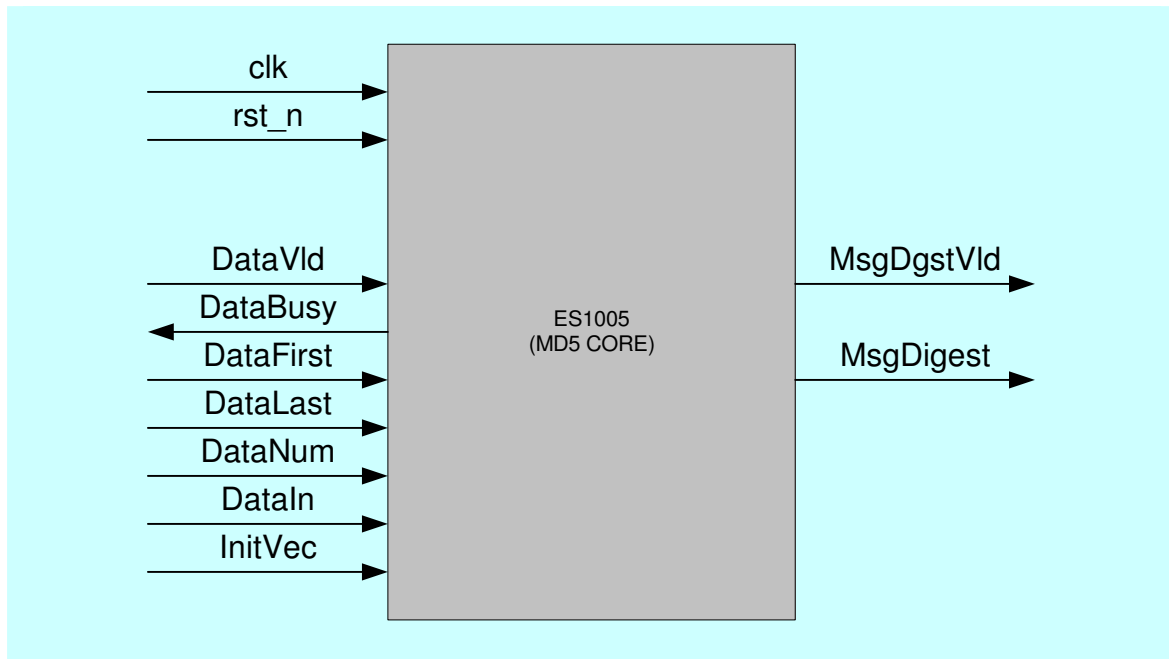 clk
rst_n
DataVld
DataBusy
DataFirst
DataLast
DataNum
DataIn
InitVec
ES1005
(MD5 CORE)
MsgDgstVld
MsgDigest